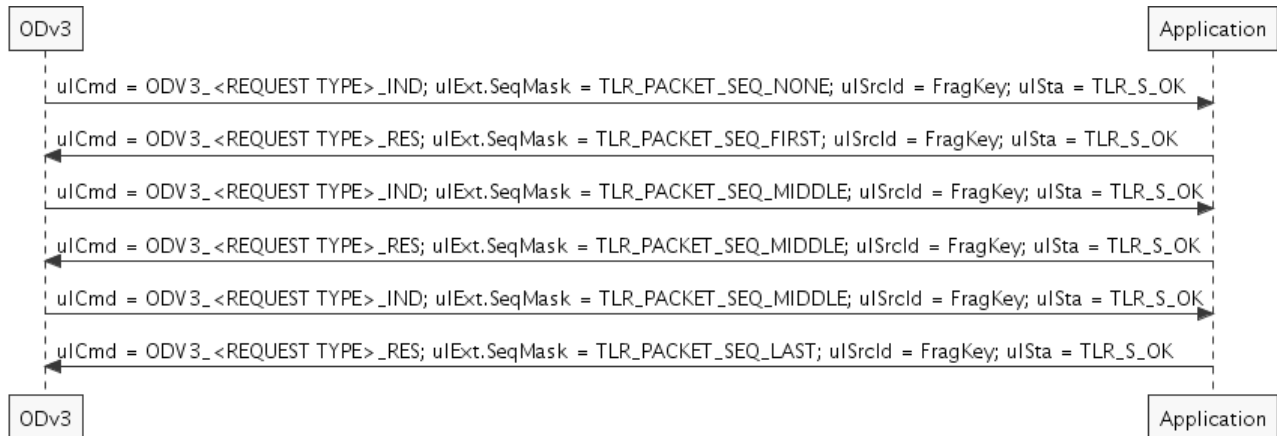 ODv3 Application
ulCmd = ODV3_<REQUEST TYPE>_IND; ulExt.SeqMask = TLR_PACKET_SEQ_NONE; ulSrcId = FragKey; ulSta = TLR_S_OK
ulCmd = ODV3_<REQUEST TYPE>_RES; ulExt.SeqMask = TLR_PACKET_SEQ_FIRST; ulSrcId = FragKey; ulSta = TLR_S_OK
ulCmd = ODV3_<REQUEST TYPE>_IND; ulExt.SeqMask = TLR_PACKET_SEQ_MIDDLE; ulSrcId = FragKey; ulSta = TLR_S_OK
ulCmd = ODV3_<REQUEST TYPE>_RES; ulExt.SeqMask = TLR_PACKET_SEQ_MIDDLE; ulSrcId = FragKey; ulSta = TLR_S_OK
ulCmd = ODV3_<REQUEST TYPE>_IND; ulExt.SeqMask = TLR_PACKET_SEQ_MIDDLE; ulSrcId = FragKey; ulSta = TLR_S_OK
ulCmd = ODV3_<REQUEST TYPE>_RES; ulExt.SeqMask = TLR_PACKET_SEQ_LAST; ulSrcId = FragKey; ulSta = TLR_S_OK
ODv3 Application